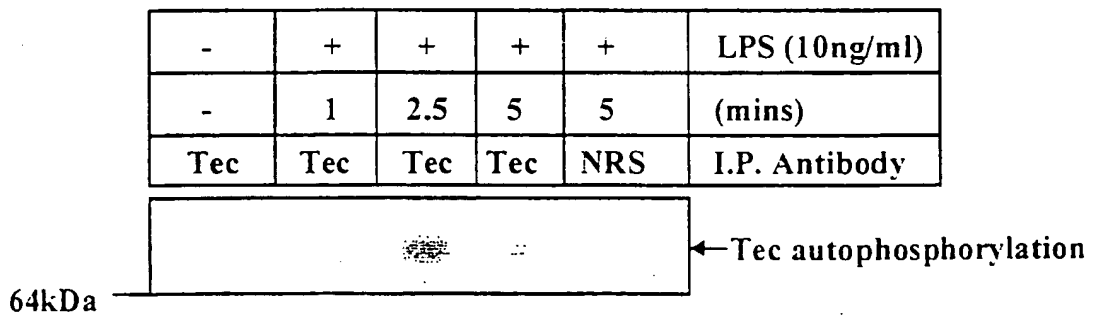 - + + + + LPS (10ng/ml)
- 1 2.5 5 5 (mins)
Tec Tec Tec Tec NRS I.P. Antibody
Tec autophosphorylation
64kDa